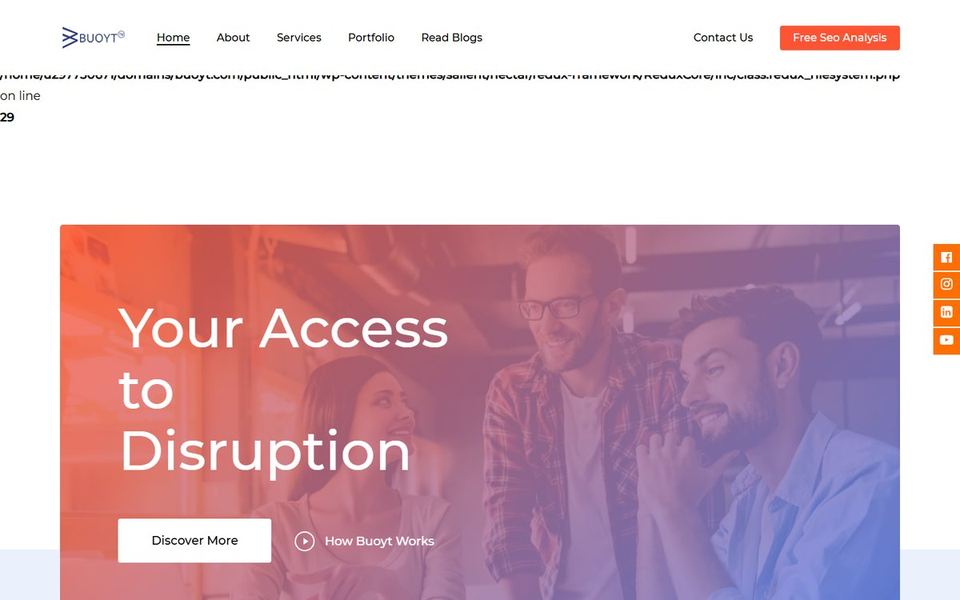 BUOYT
Home
About
Services
Portfolio
Read Blogs
Contact Us
Free Seo Analysis
on line
29
Your Access
to
Disruption
Discover More
How Buoyt Works